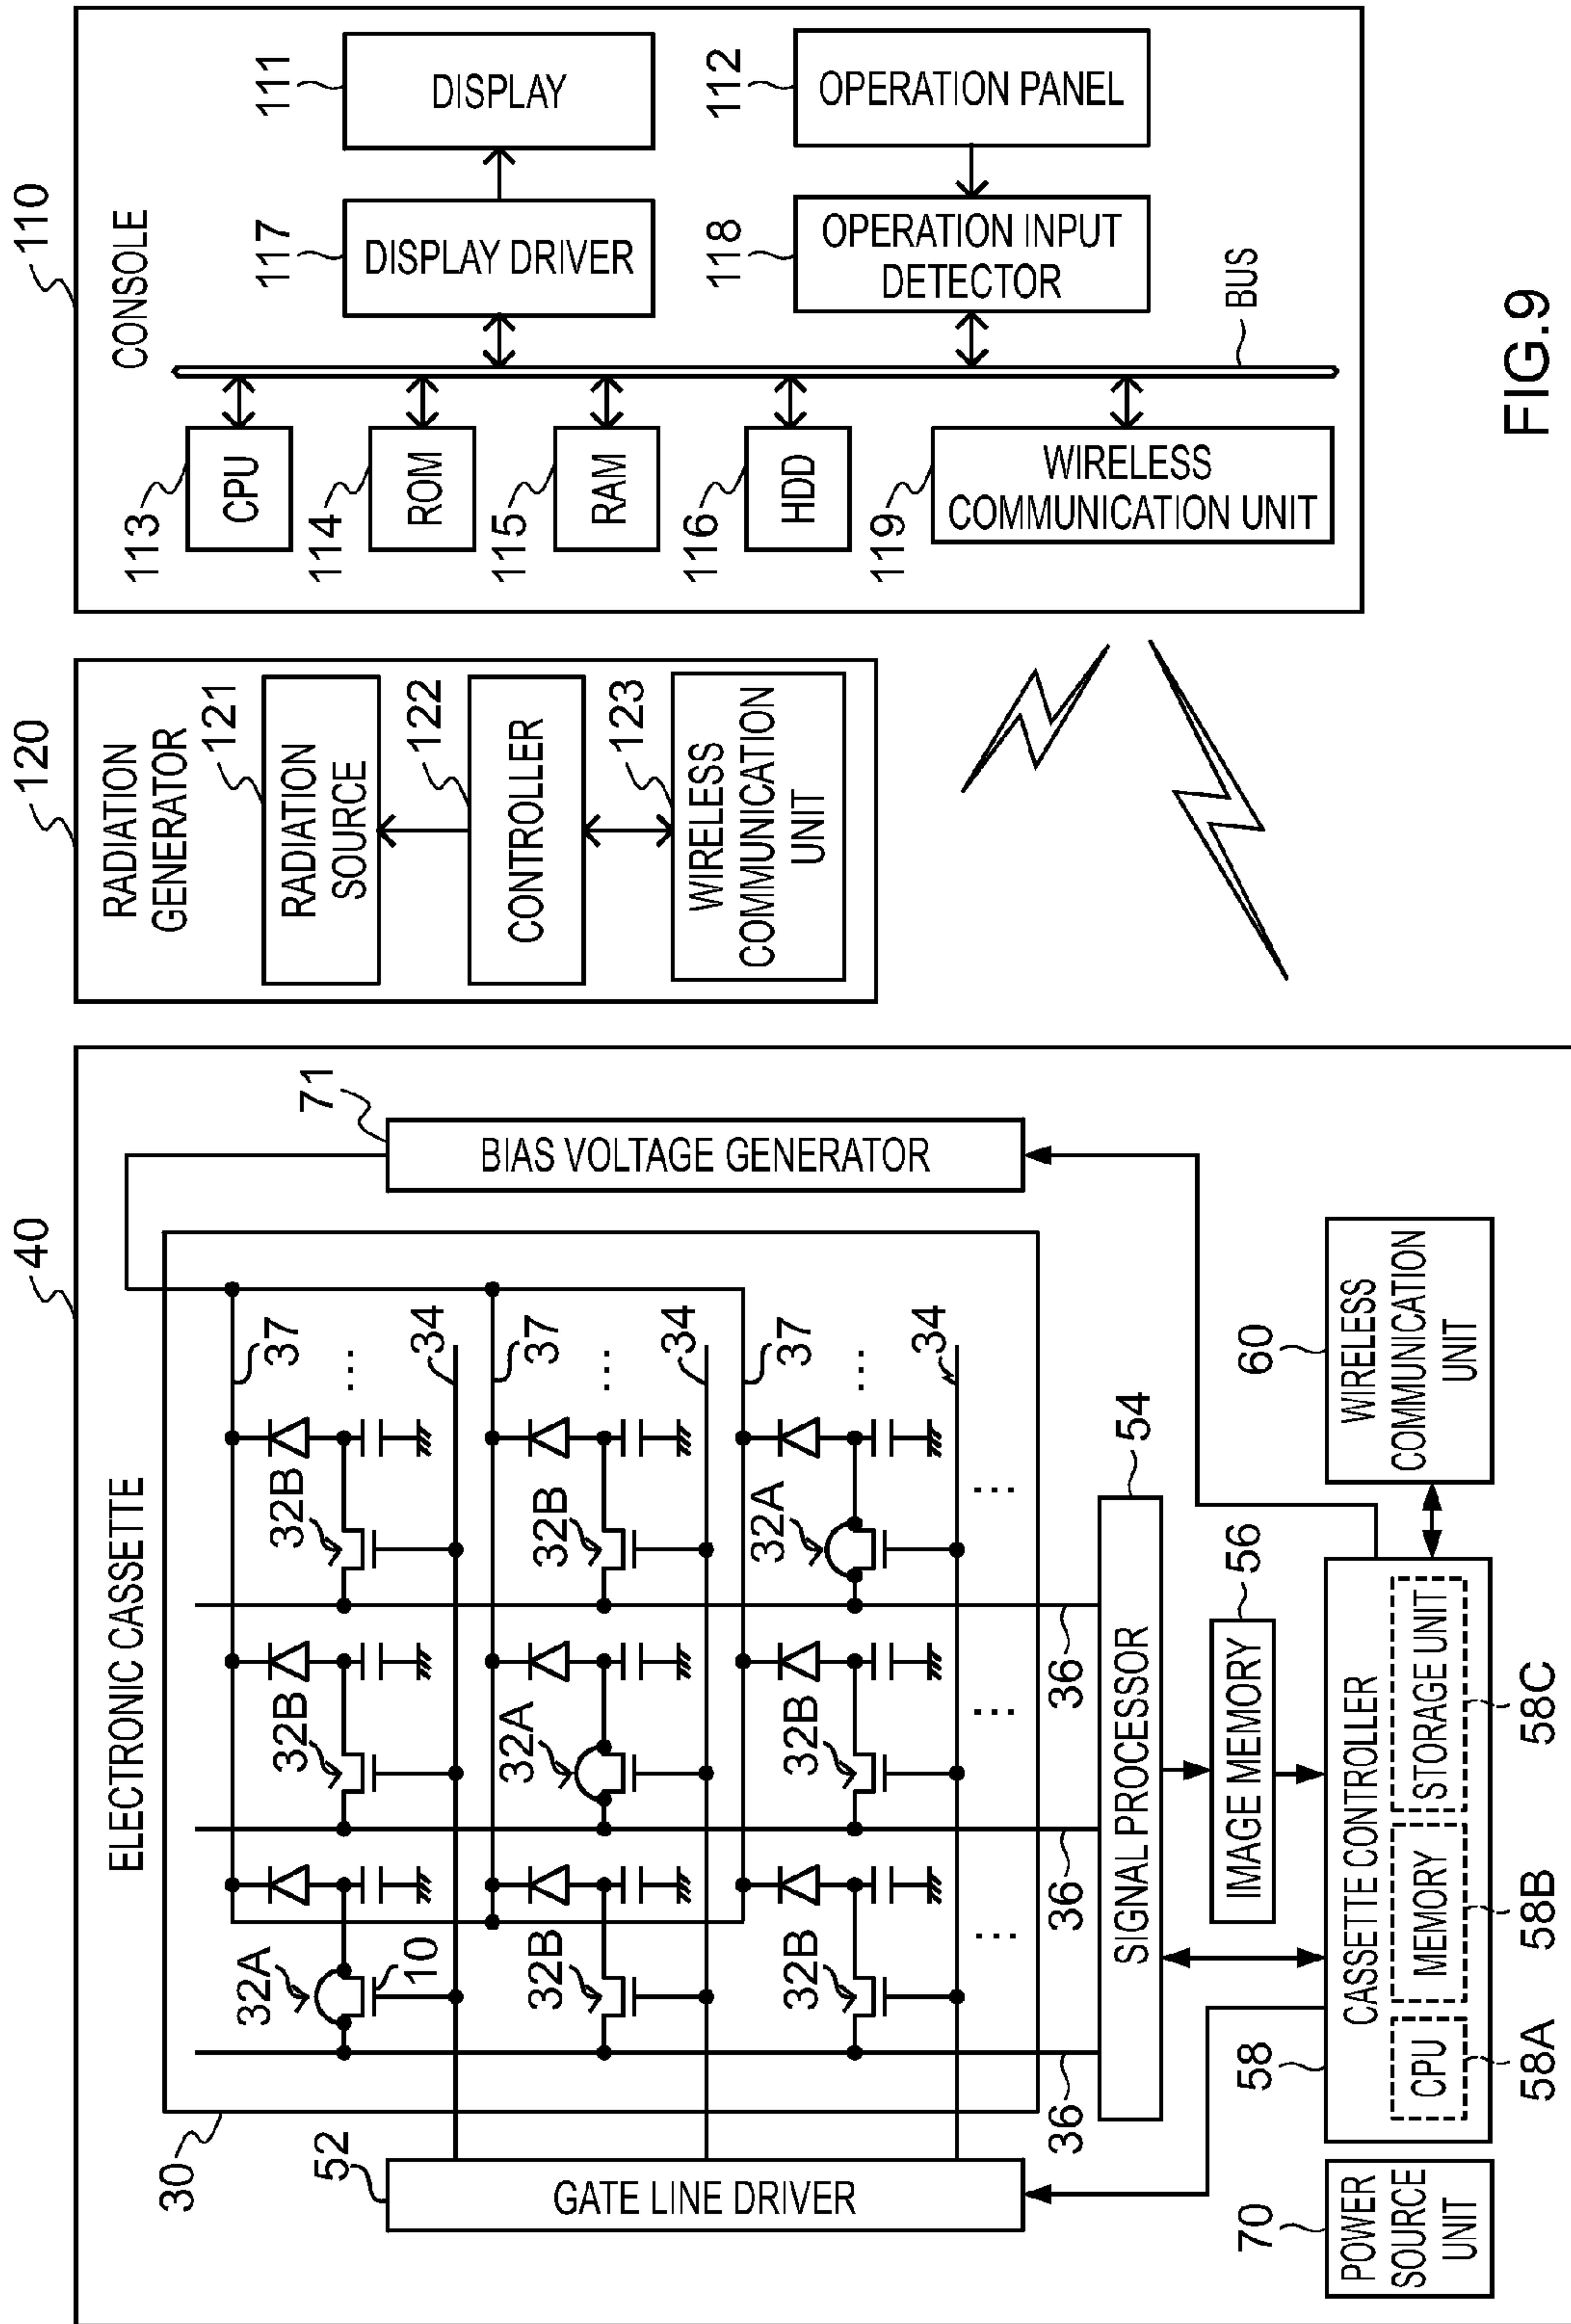 40
ELECTRONIC CASSETTE
30
52
GATE LINE DRIVER
71
BIAS VOLTAGE GENERATOR
32A
10
32B
32B
37
...
34
32B
32A
32B
37
...
34
32B
32B
32A
37
...
34
...
...
...
36
36
36
54
SIGNAL PROCESSOR
56
IMAGE MEMORY
58
CASSETTE CONTROLLER
CPU
MEMORY
STORAGE UNIT
58A
58B
58C
60
WIRELESS
COMMUNICATION
UNIT
70
POWER
SOURCE
UNIT
120
RADIATION
GENERATOR
121
RADIATION
SOURCE
122
CONTROLLER
123
WIRELESS
COMMUNICATION
UNIT
110
CONSOLE
113
CPU
114
ROM
115
RAM
116
HDD
119
WIRELESS
COMMUNICATION UNIT
117
DISPLAY DRIVER
111
DISPLAY
118
OPERATION INPUT
DETECTOR
112
OPERATION PANEL
BUS
FIG.9